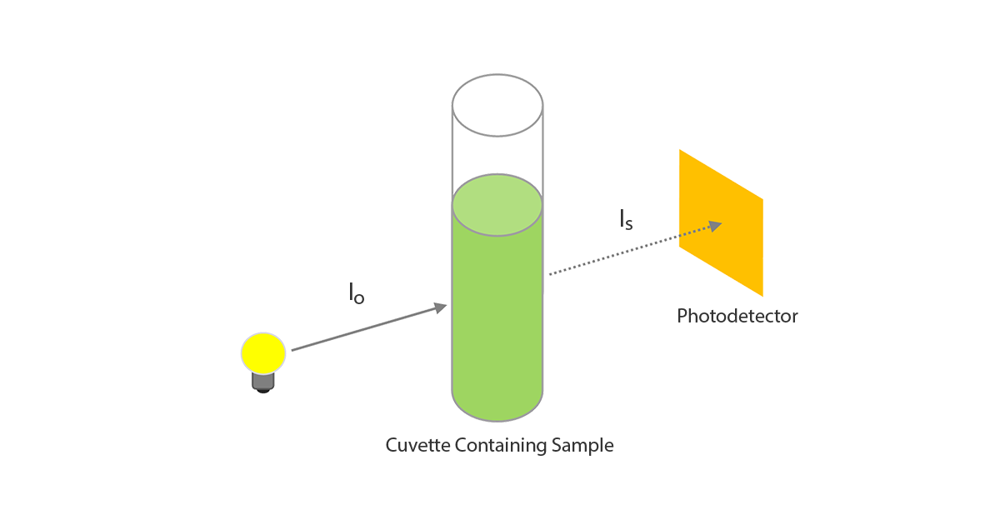 Io
Is
Photodetector
Cuvette Containing Sample